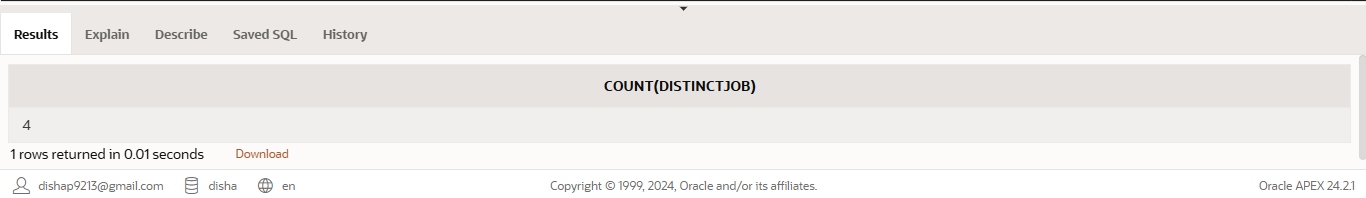 Results Explain Describe Saved SQL History
COUNT(DISTINCTJOB)
4
1 rows returned in 0.01 seconds Download
dishap9213@gmail.com disha en Copyright © 1999, 2024, Oracle and/or its affiliates. Oracle APEX 24.2.1